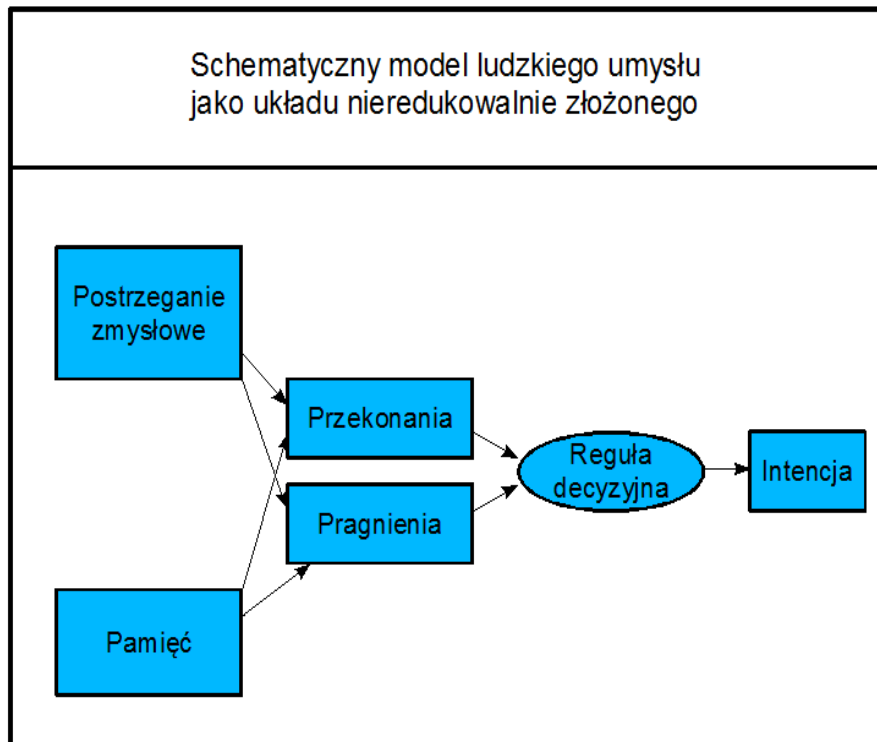 Schematyczny model ludzkiego umysłu
jako układu nieredukowalnie złożonego
Postrzeganie
zmysłowe
Przekonania
Reguła
decyzyjna
Intencja
Pragnienia
Pamięć